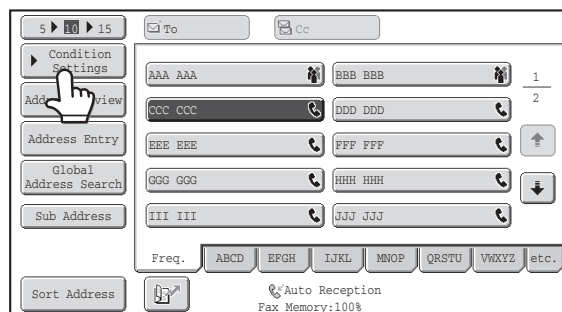 5 10 15
To
Cc
Condition
Settings
AAA AAA
BBB BBB
1
2
CCC CCC
DDD DDD
Address Entry
EEE EEE
FFF FFF
Global
Address Search
GGG GGG
HHH HHH
Sub Address
III III
JJJ JJJ
Freq.
ABCD
EFGH
IJKL
MNOP
QRSTU
VWXYZ
etc.
Sort Address
Auto Reception
Fax Memory:100%